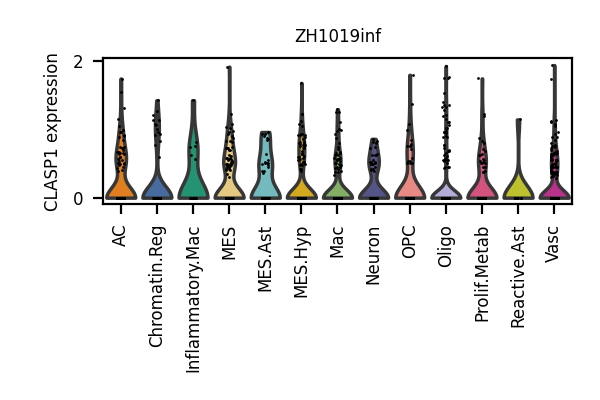 ZH1019inf
CLASP1 expression
2
0
AC
Chromatin.Reg
Inflammatory.Mac
MES
MES.Ast
MES.Hyp
Mac
Neuron
OPC
Oligo
Prolif.Metab
Reactive.Ast
Vasc